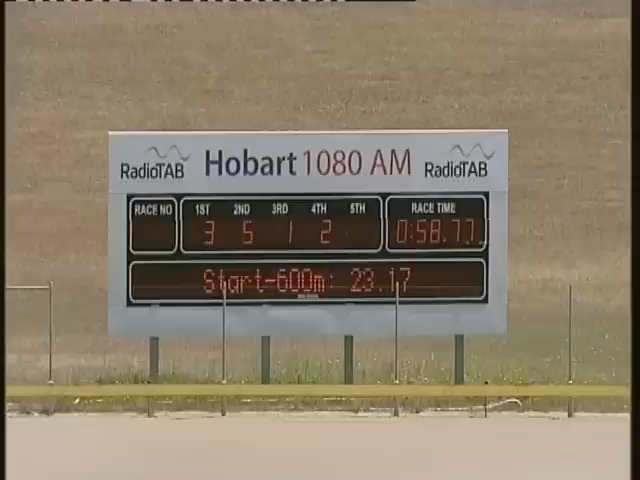 RadioTAB Hobart 1080 AM RadioTAB
RACE NO 1ST 2ND 3RD 4TH 5TH RACE TIME
3 5 1 2 0:58.77
Start-600m: 23.17